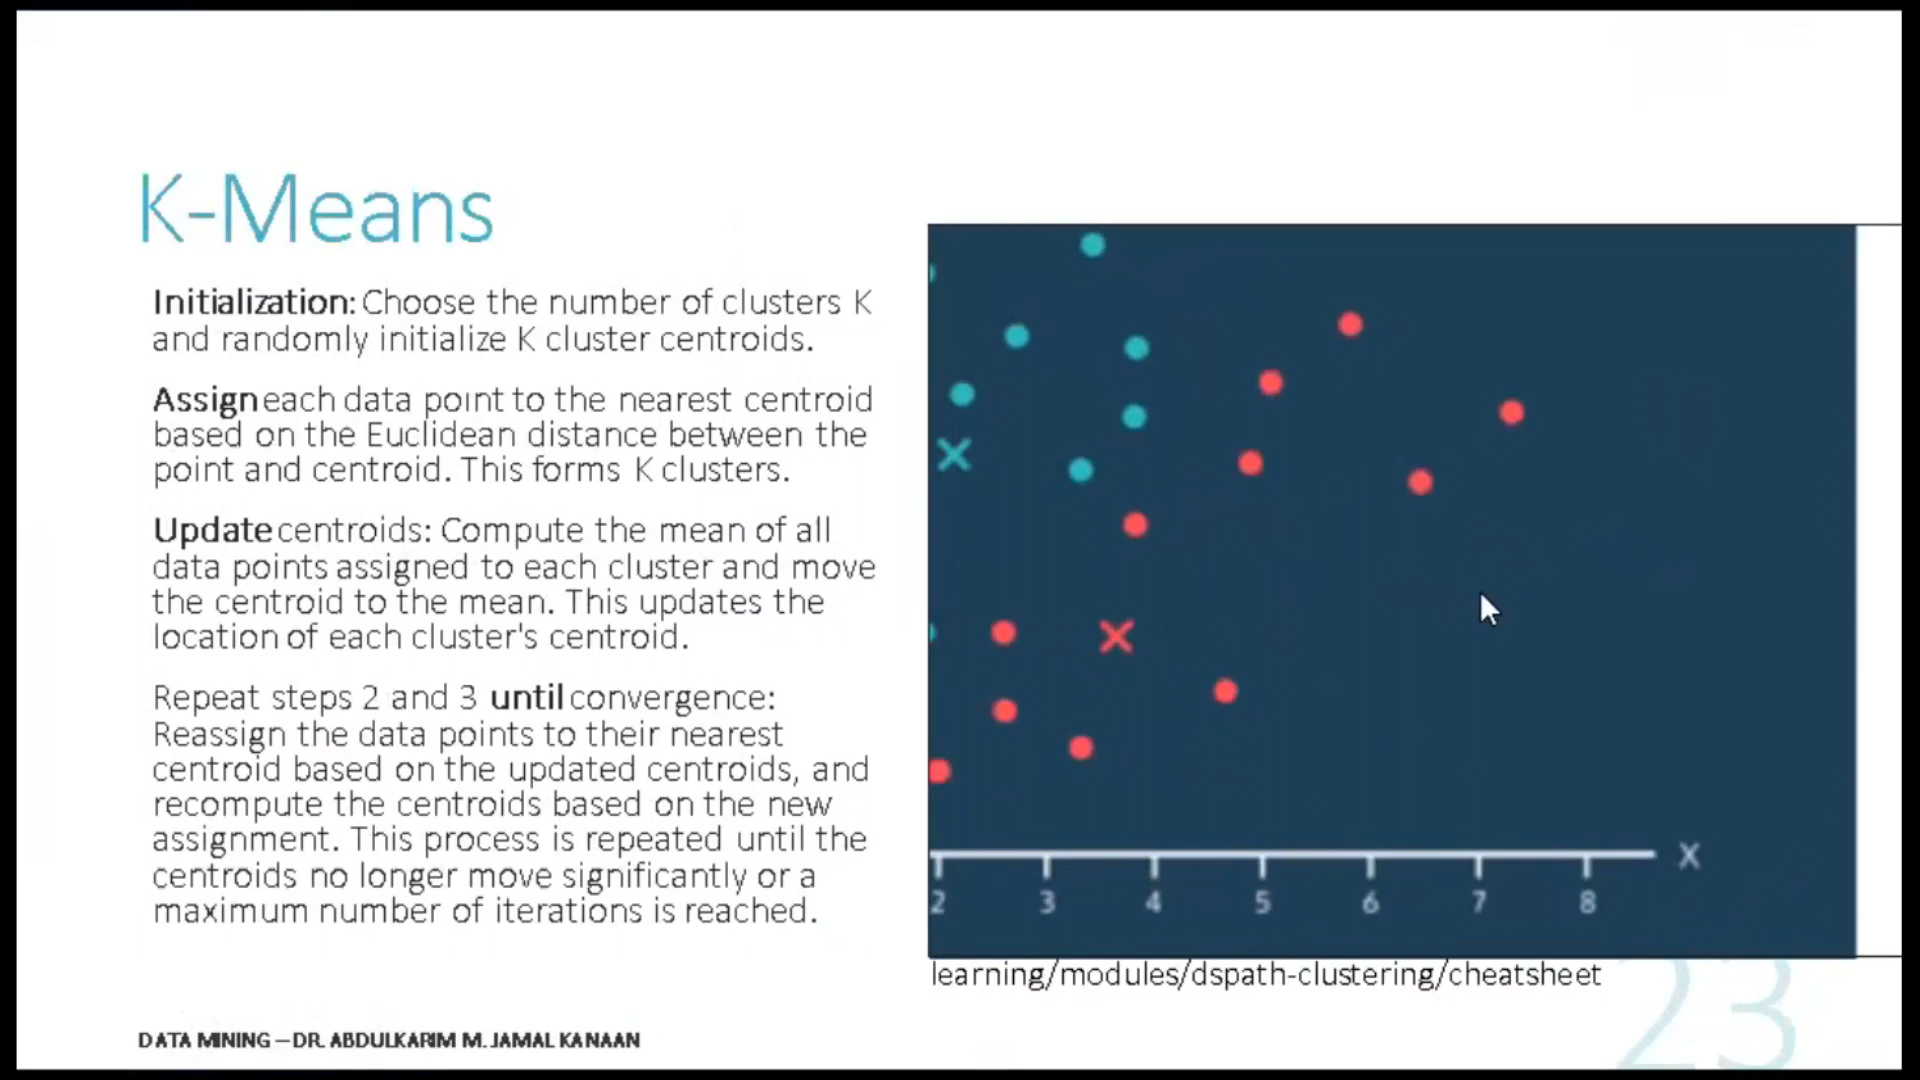 K-Means
Initialization: Choose the number of clusters K
and randomly initialize K cluster centroids.
Assign each data point to the nearest centroid
based on the Euclidean distance between the
point and centroid. This forms K clusters.
Update centroids: Compute the mean of all
data points assigned to each cluster and move
the centroid to the mean. This updates the
location of each cluster's centroid.
Repeat steps 2 and 3 until convergence:
Reassign the data points to their nearest
centroid based on the updated centroids, and
recompute the centroids based on the new
assignment. This process is repeated until the
centroids no longer move significantly or a
maximum number of iterations is reached.
X
2 3 4 5 6 7 8
learning/modules/dspath-clustering/cheatsheet
23
DATA MINING – DR. ABDULKARIM M. JAMAL KANAAN